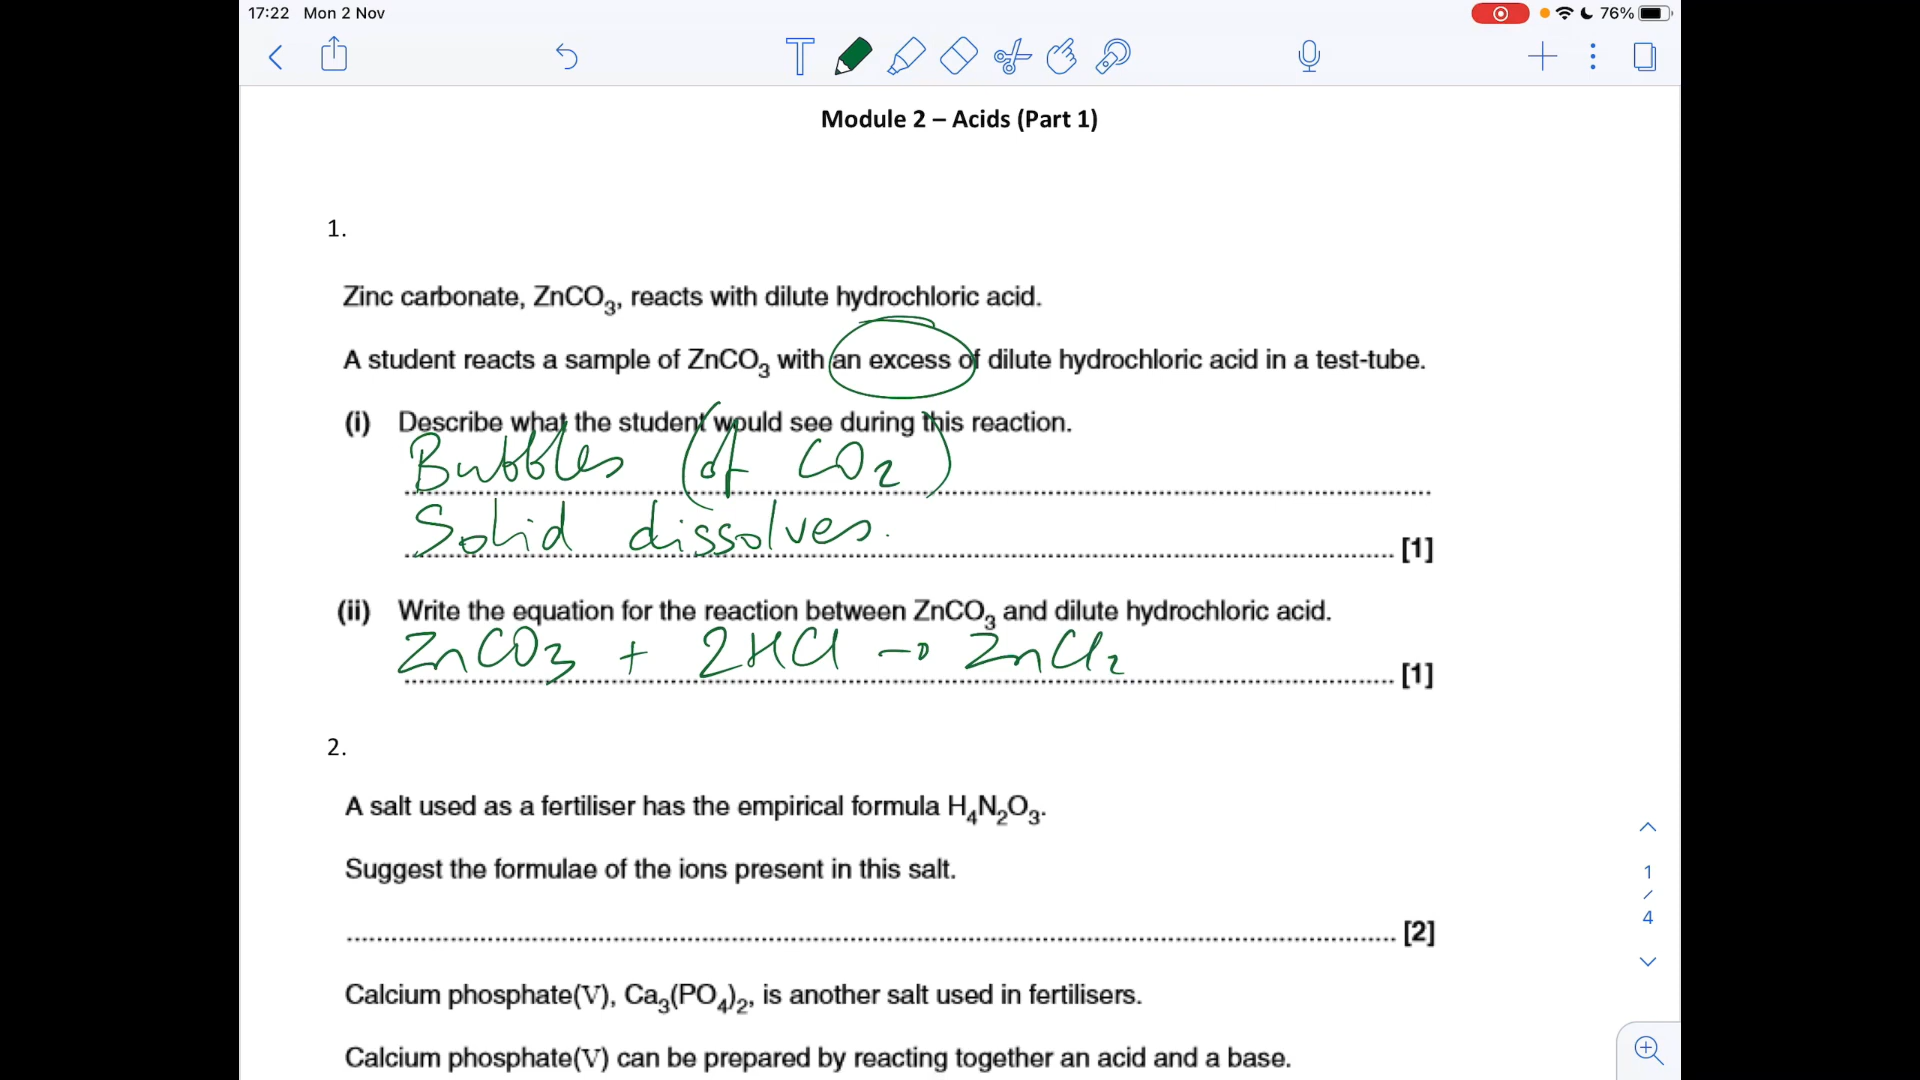 17:22 Mon 2 Nov
76%
Module 2 – Acids (Part 1)
1.
Zinc carbonate, ZnCO₃, reacts with dilute hydrochloric acid.
A student reacts a sample of ZnCO₃ with an excess of dilute hydrochloric acid in a test-tube.
(i) Describe what the student would see during this reaction.
Bubbles (of CO₂)
Solid dissolves.
[1]
(ii) Write the equation for the reaction between ZnCO₃ and dilute hydrochloric acid.
ZnCO₃ + 2HCl → ZnCl₂
[1]
2.
A salt used as a fertiliser has the empirical formula H₄N₂O₃.
Suggest the formulae of the ions present in this salt.
[2]
Calcium phosphate(V), Ca₃(PO₄)₂, is another salt used in fertilisers.
Calcium phosphate(V) can be prepared by reacting together an acid and a base.
1
/
4